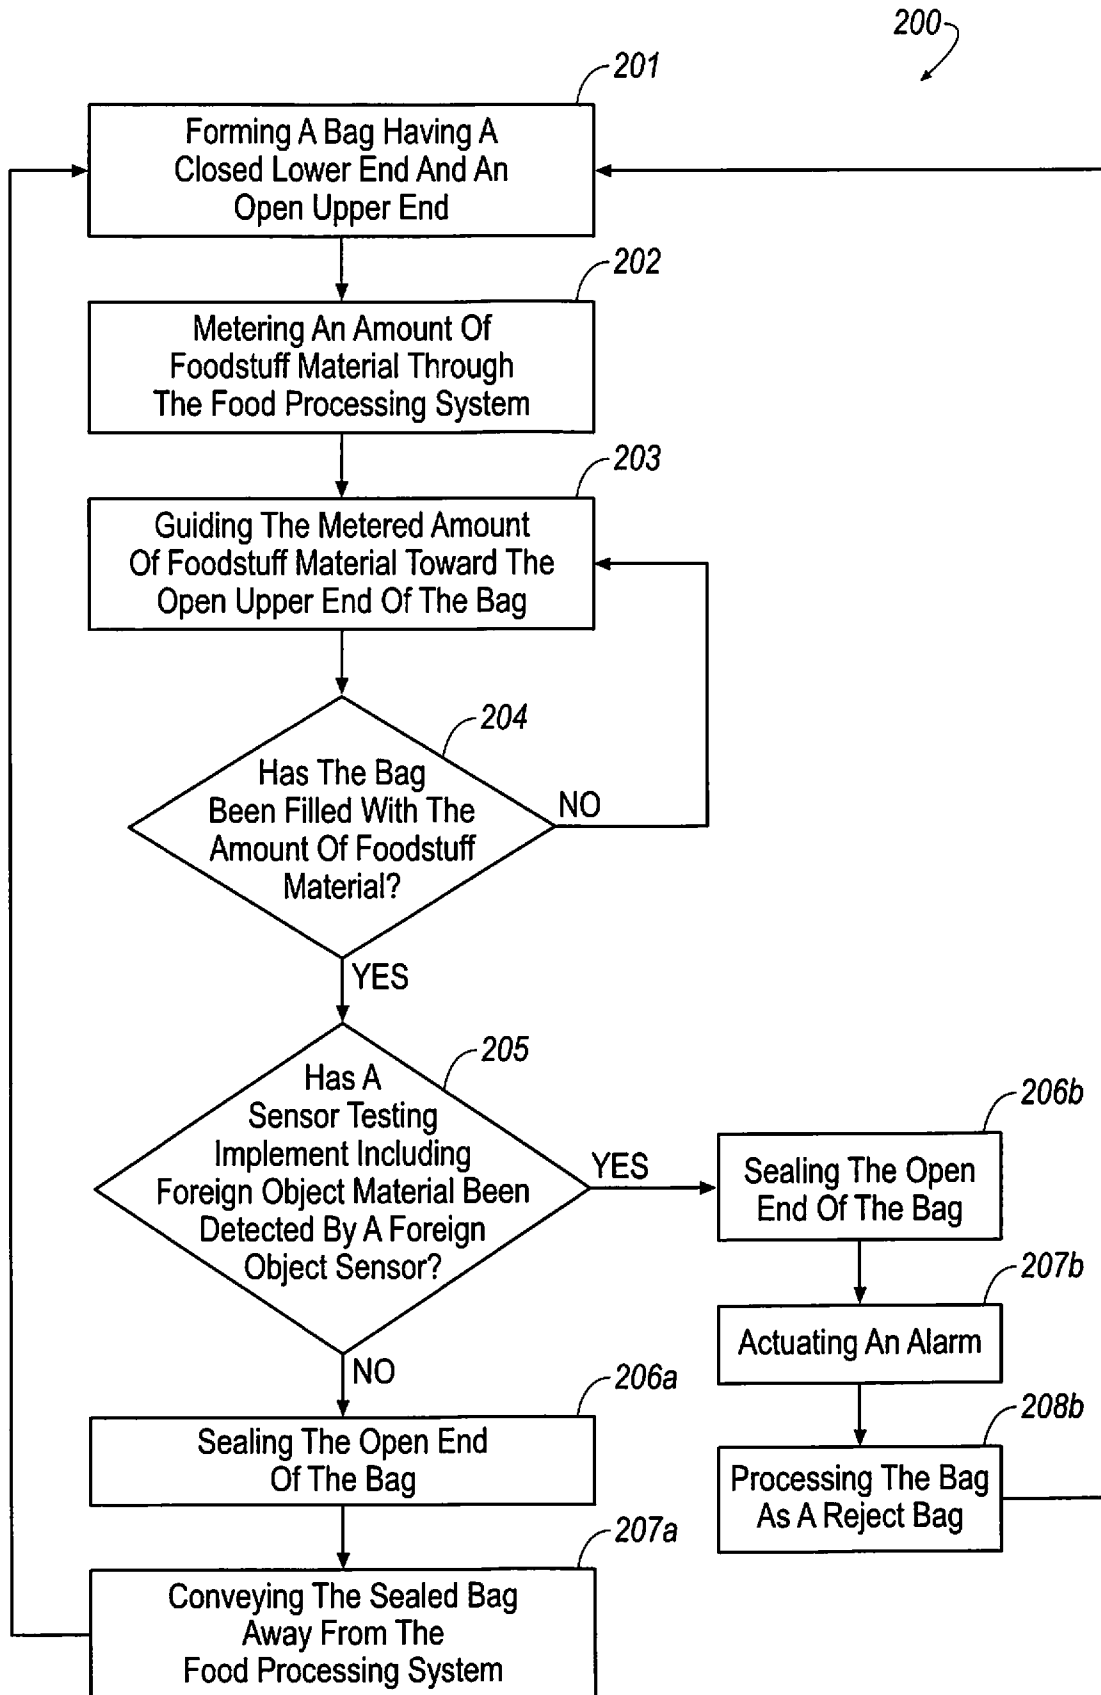 200
201
Forming A Bag Having A
Closed Lower End And An
Open Upper End
202
Metering An Amount Of
Foodstuff Material Through
The Food Processing System
203
Guiding The Metered Amount
Of Foodstuff Material Toward The
Open Upper End Of The Bag
204
Has The Bag
Been Filled With The
Amount Of Foodstuff
Material?
NO
YES
205
Has A
Sensor Testing
Implement Including
Foreign Object Material Been
Detected By A Foreign
Object Sensor?
YES
206b
Sealing The Open
End Of The Bag
207b
Actuating An Alarm
208b
Processing The Bag
As A Reject Bag
NO
206a
Sealing The Open End
Of The Bag
207a
Conveying The Sealed Bag
Away From The
Food Processing System